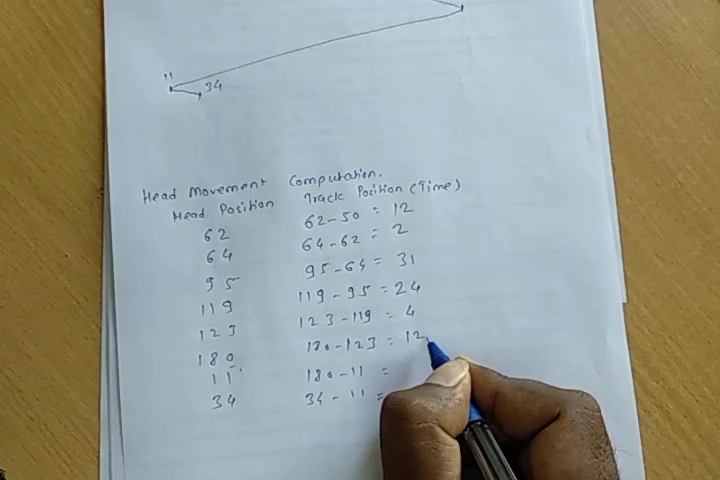 11
34
Head Movement Computation.
Head Position Track Position (Time)
62 62-50 = 12
64 64-62 = 2
95 95-64 = 31
119 119-95 = 24
123 123-119 = 4
180 180-123 = 12
11 180-11 =
34 34-11 =